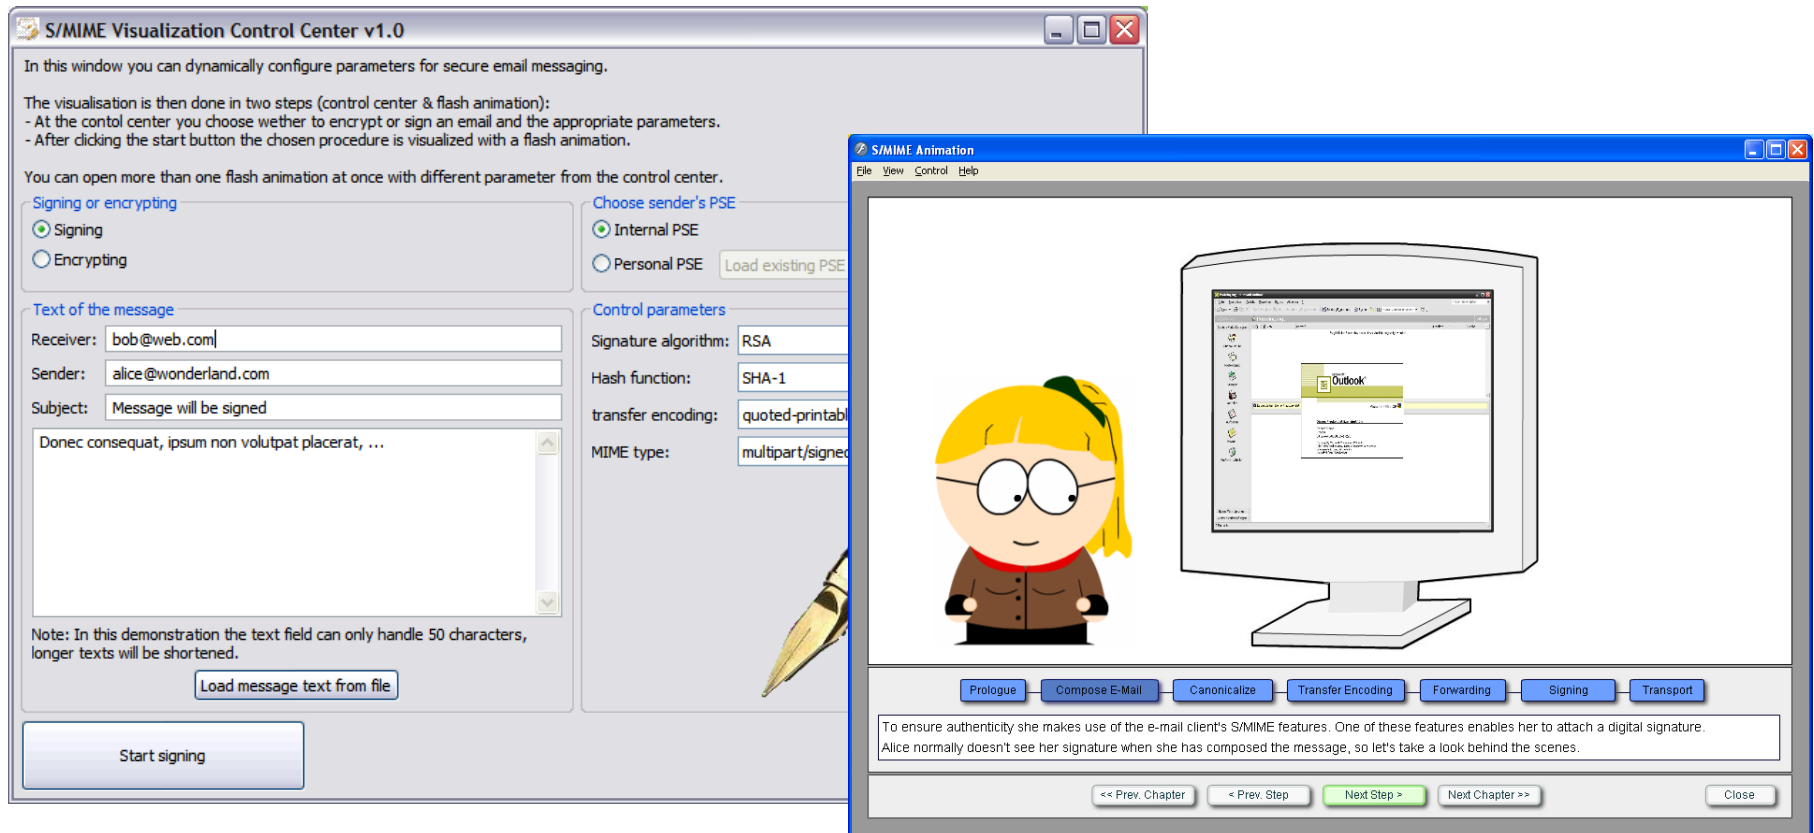 S/MIME Visualization Control Center v1.0
In this window you can dynamically configure parameters for secure email messaging.
The visualisation is then done in two steps (control center & flash animation):
- At the contol center you choose wether to encrypt or sign an email and the appropriate parameters.
- After clicking the start button the chosen procedure is visualized with a flash animation.
You can open more than one flash animation at once with different parameter from the control center.
Signing or encrypting
Signing
Encrypting
Choose sender's PSE
Internal PSE
Personal PSE Load existing PSE
Text of the message
Receiver: bob@web.com
Sender: alice@wonderland.com
Subject: Message will be signed
Donec consequat, ipsum non volutpat placerat, ...
Note: In this demonstration the text field can only handle 50 characters,
longer texts will be shortened.
Load message text from file
Start signing
Control parameters
Signature algorithm: RSA
Hash function: SHA-1
transfer encoding: quoted-printabl
MIME type: multipart/signed
S/MIME Animation
File View Control Help
Outlook
Prologue Compose E-Mail Canonicalize Transfer Encoding Forwarding Signing Transport
To ensure authenticity she makes use of the e-mail client's S/MIME features. One of these features enables her to attach a digital signature.
Alice normally doesn't see her signature when she has composed the message, so let's take a look behind the scenes.
<< Prev. Chapter < Prev. Step Next Step > Next Chapter >> Close